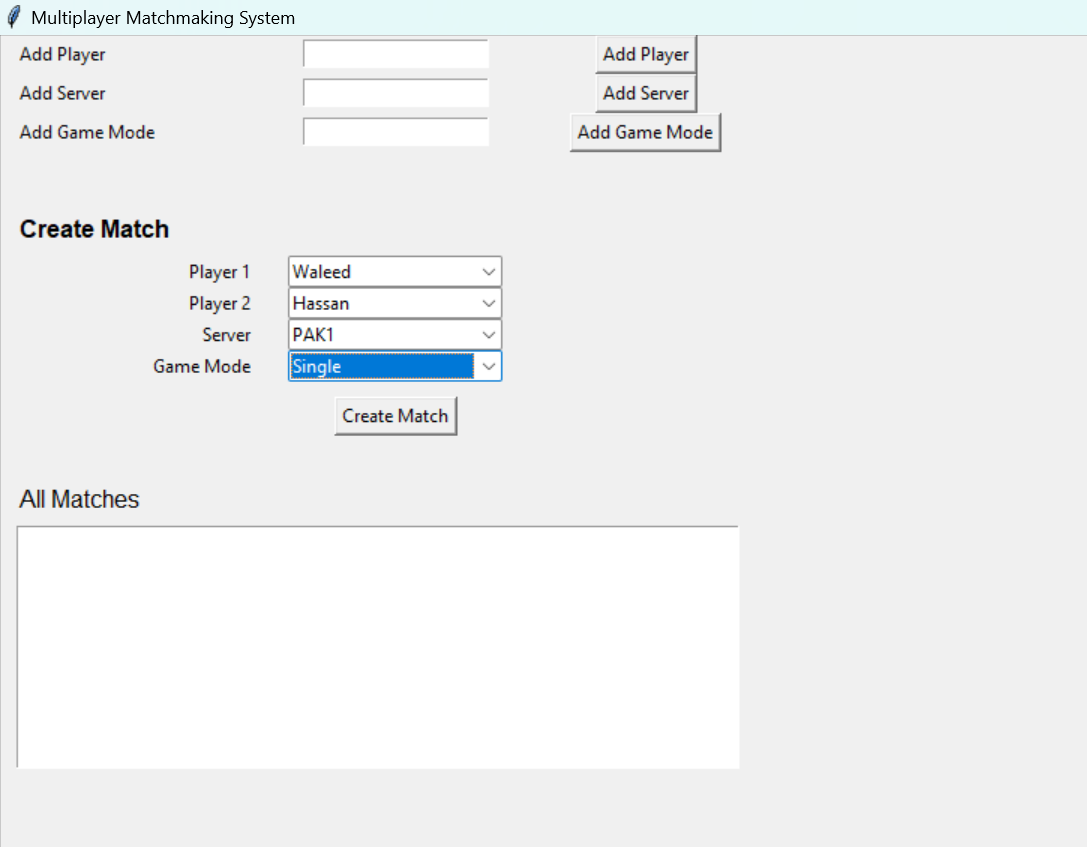 Multiplayer Matchmaking System
Add Player Add Player
Add Server Add Server
Add Game Mode Add Game Mode
Create Match
Player 1 Waleed
Player 2 Hassan
Server PAK1
Game Mode Single
Create Match
All Matches